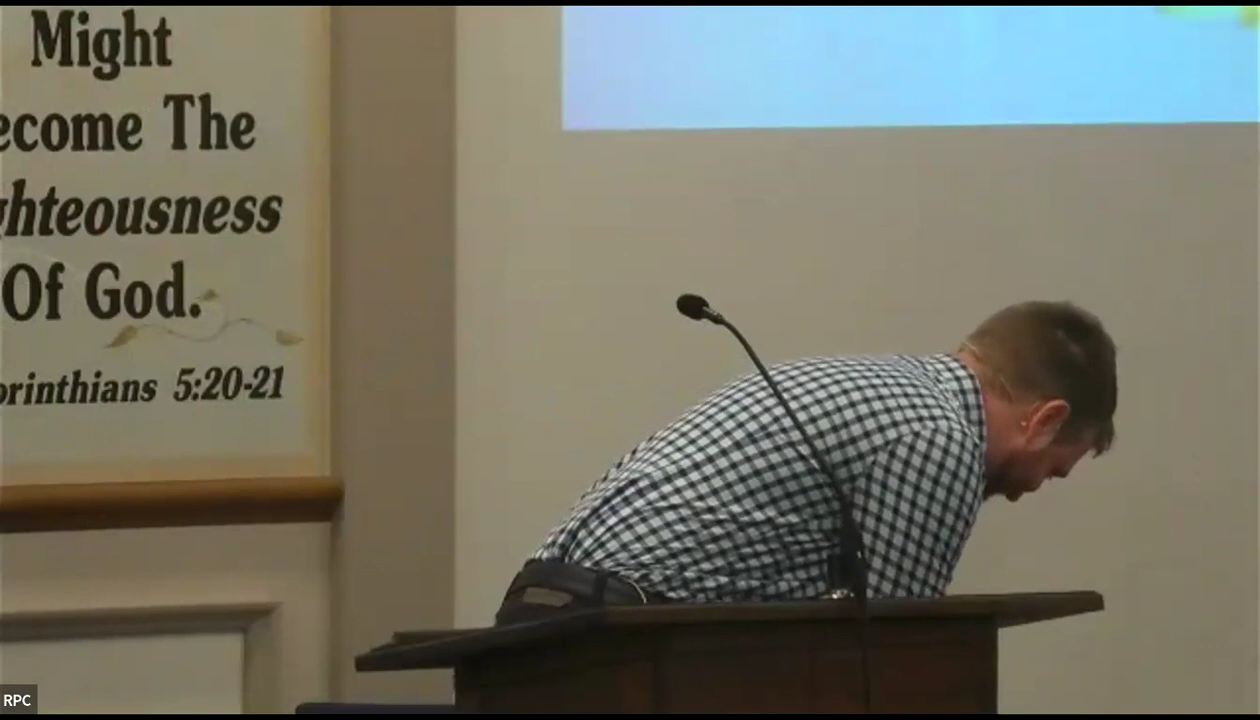 Might
ecome The
ghteousness
Of God.
orinthians 5:20-21
RPC